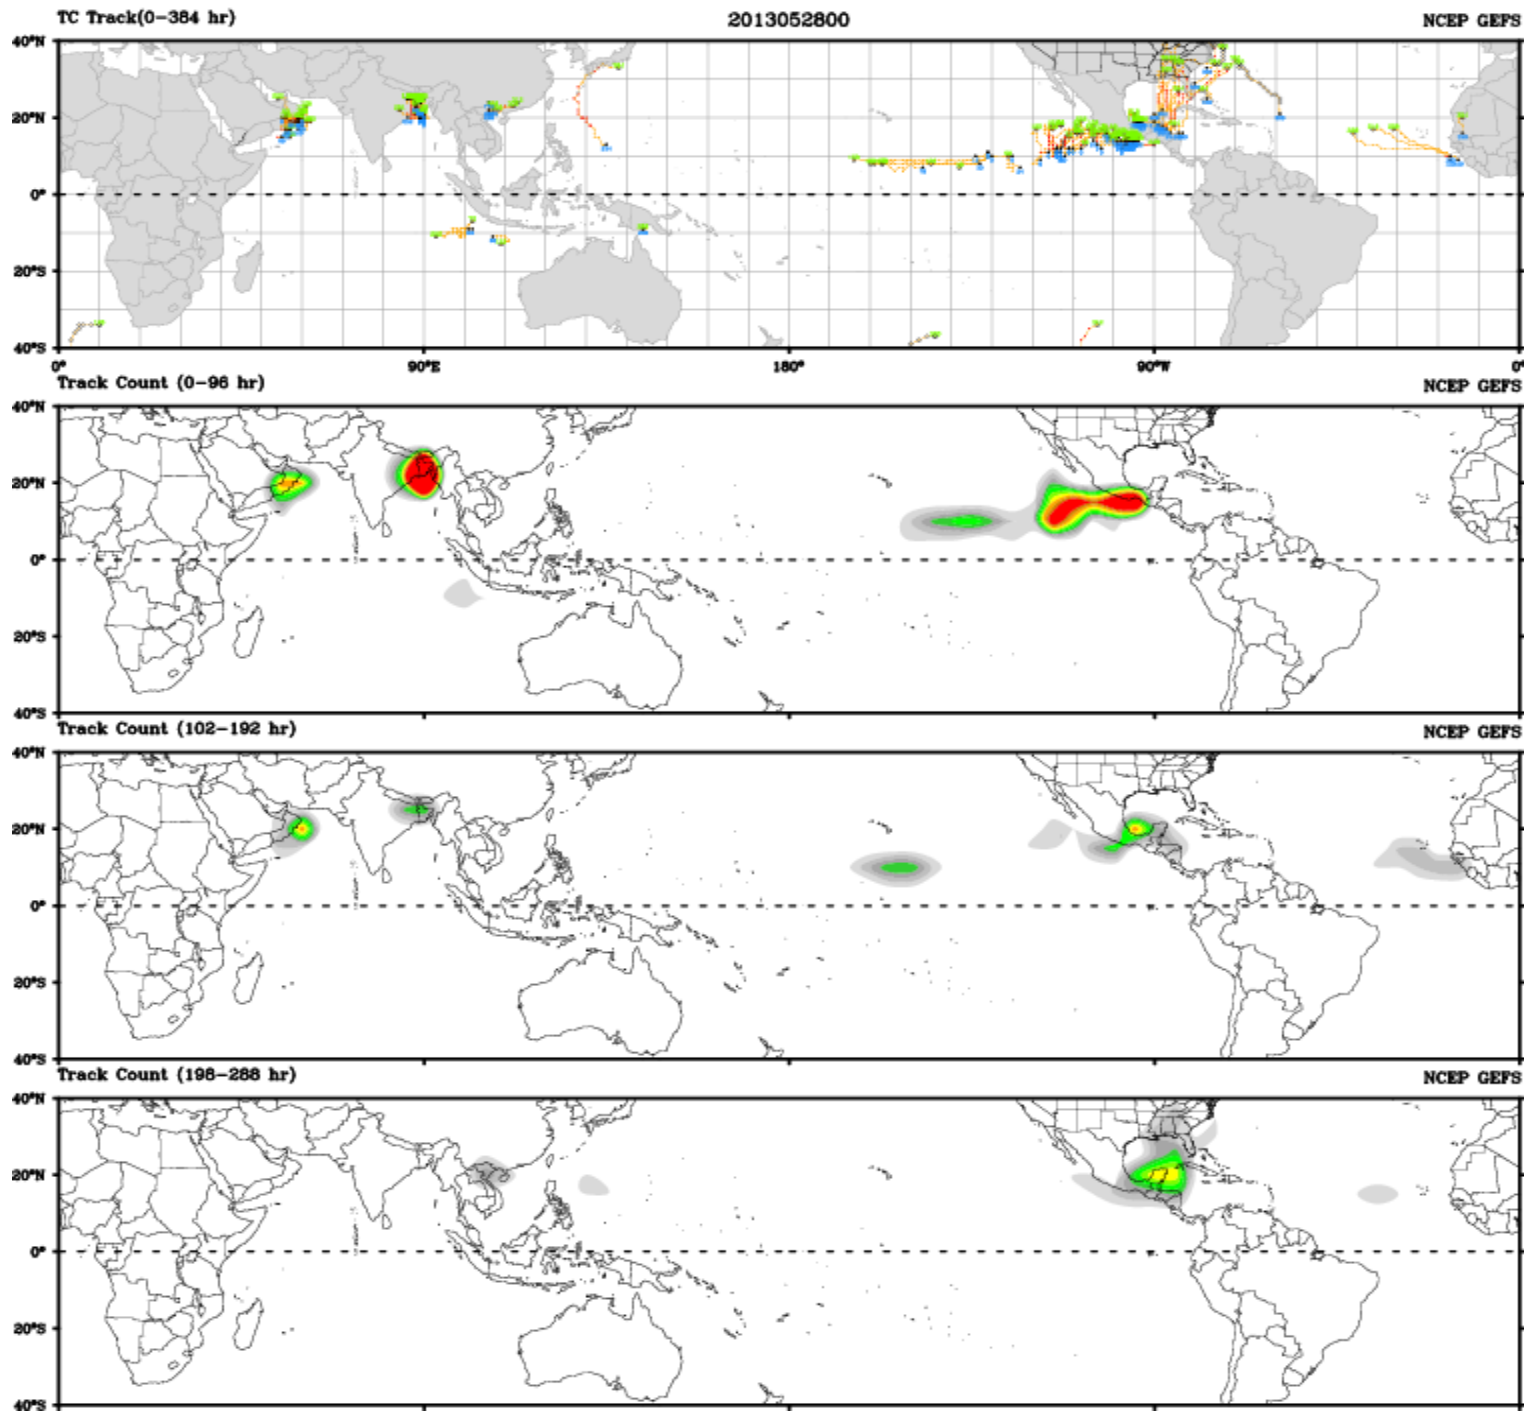 TC Track(0-384 hr) 2013052800 NCEP GEFS
40°N
20°N
0°
20°S
40°S
0° 90°E 180° 90°W 0°
Track Count (0-96 hr) NCEP GEFS
40°N
20°N
0°
20°S
40°S
Track Count (102-192 hr) NCEP GEFS
40°N
20°N
0°
20°S
40°S
Track Count (198-288 hr) NCEP GEFS
40°N
20°N
0°
20°S
40°S